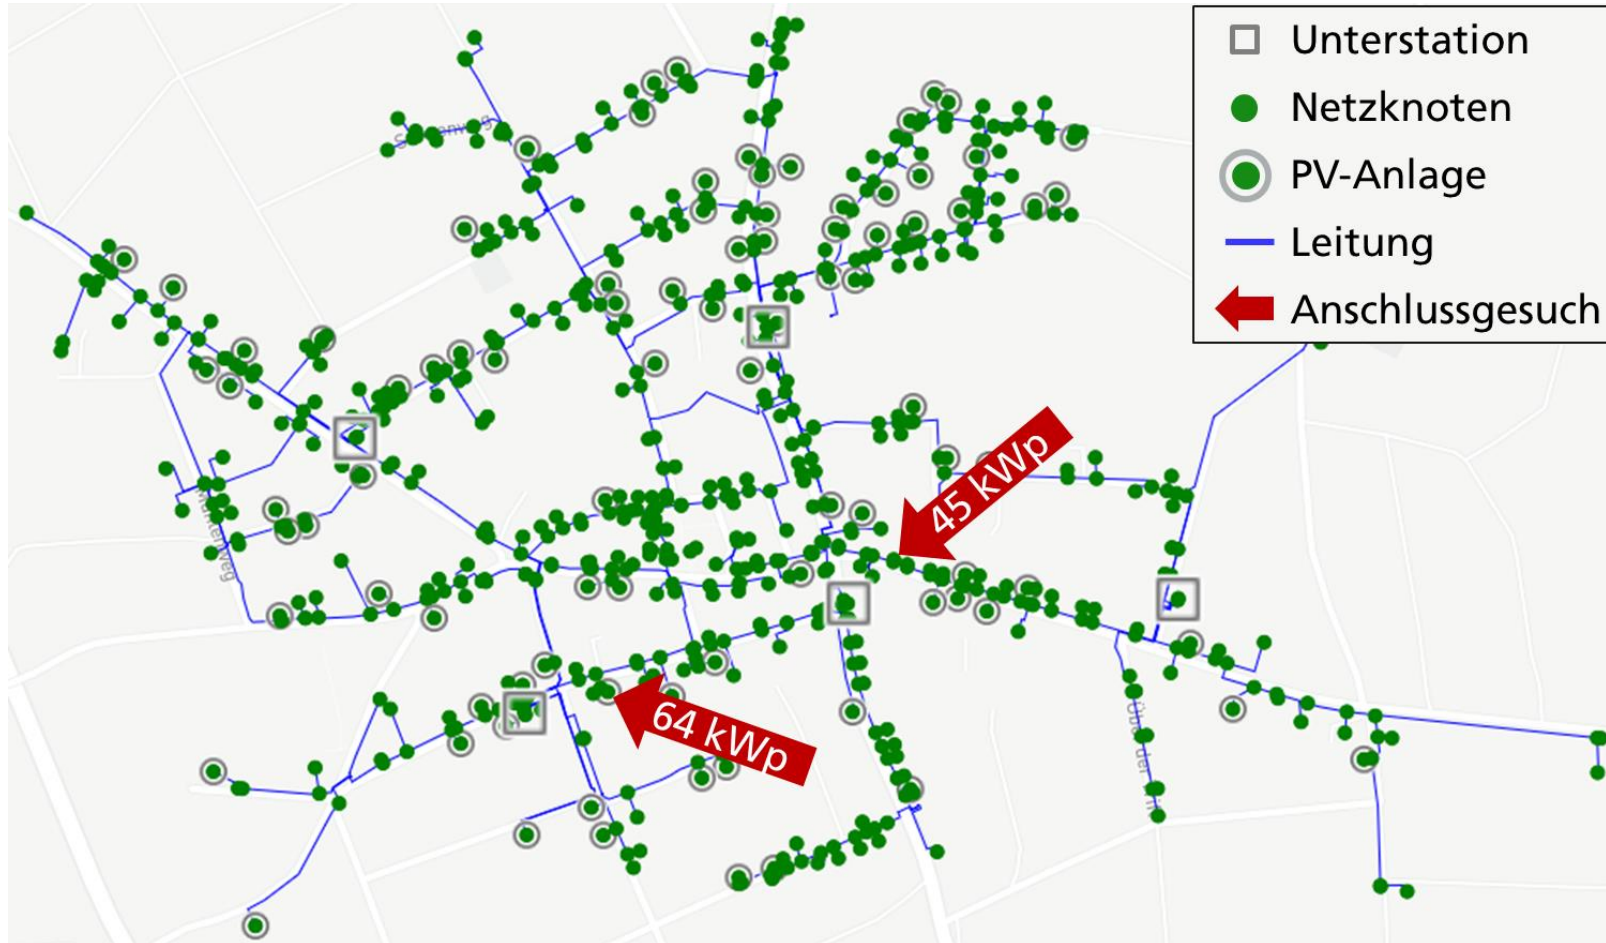 Unterstation
Netzknoten
PV-Anlage
Leitung
Anschlussgesuch
45 kWp
64 kWp